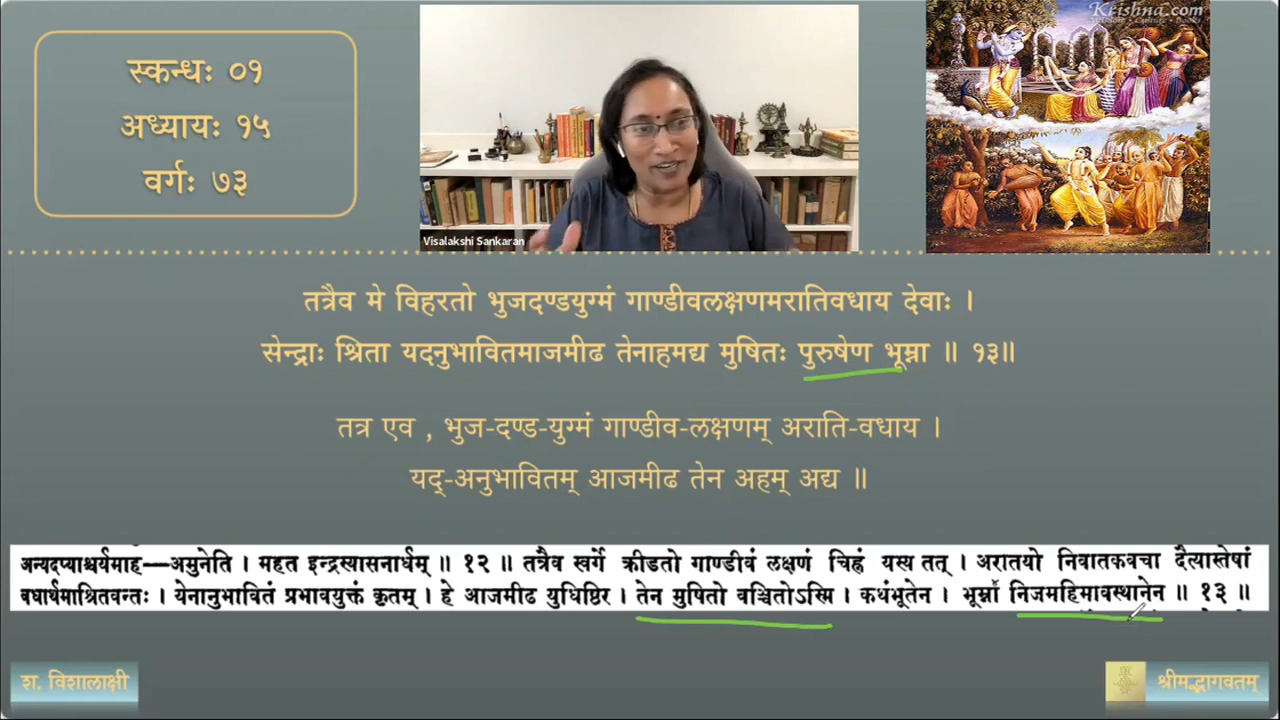 स्कन्धः ०१
अध्यायः १५
वर्गः ७३
Visalakshi Sankaran
Krishna.com
तत्रैव मे विहरतो भुजदण्डयुग्मं गाण्डीवलक्षणमरातिवधाय देवाः ।
सेन्द्राः श्रिता यदनुभावितमाजमीढ तेनाहमद्य मुषितः पुरुषेण भूम्ना ॥ १३॥
तत्र एव , भुज-दण्ड-युग्मं गाण्डीव-लक्षणम् अराति-वधाय ।
यद्-अनुभावितम् आजमीढ तेन अहम् अद्य ॥
अन्यदप्याश्चर्यमाह—अमुनेति । महत इन्द्रस्यासनार्धम् ॥ १२ ॥ तत्रैव स्वर्गे क्रीडतो गाण्डीवं लक्षणं चिह्नं यस्य तत् । अरातयो निवातकवचा दैत्यास्तेषां
वधार्थमाश्रितवन्तः । येनानुभावितं प्रभावयुक्तं कृतम् । हे आजमीढ युधिष्ठिर । तेन मुषितो वञ्चितोऽस्मि । कथंभूतेन । भूम्ना निजमहिमावस्थानेन ॥ १३ ॥
श. विशालाक्षी
श्रीमद्भागवतम्